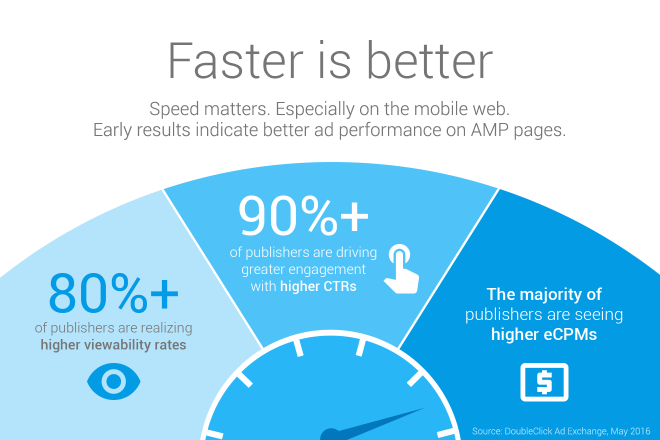 Faster is better
Speed matters. Especially on the mobile web.
Early results indicate better ad performance on AMP pages.
80%+
of publishers are realizing
higher viewability rates
90%+
of publishers are driving
greater engagement
with higher CTRs
The majority of
publishers are seeing
higher eCPMs
$
Source: DoubleClick Ad Exchange, May 2016